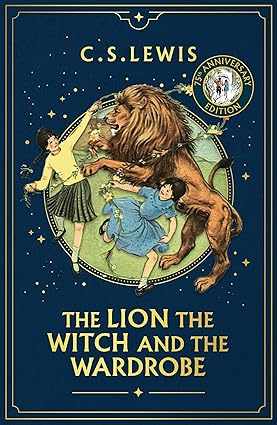 C.S.LEWIS
75TH ANNIVERSARY
EDITION
THE LION THE
WITCH AND THE
WARDROBE